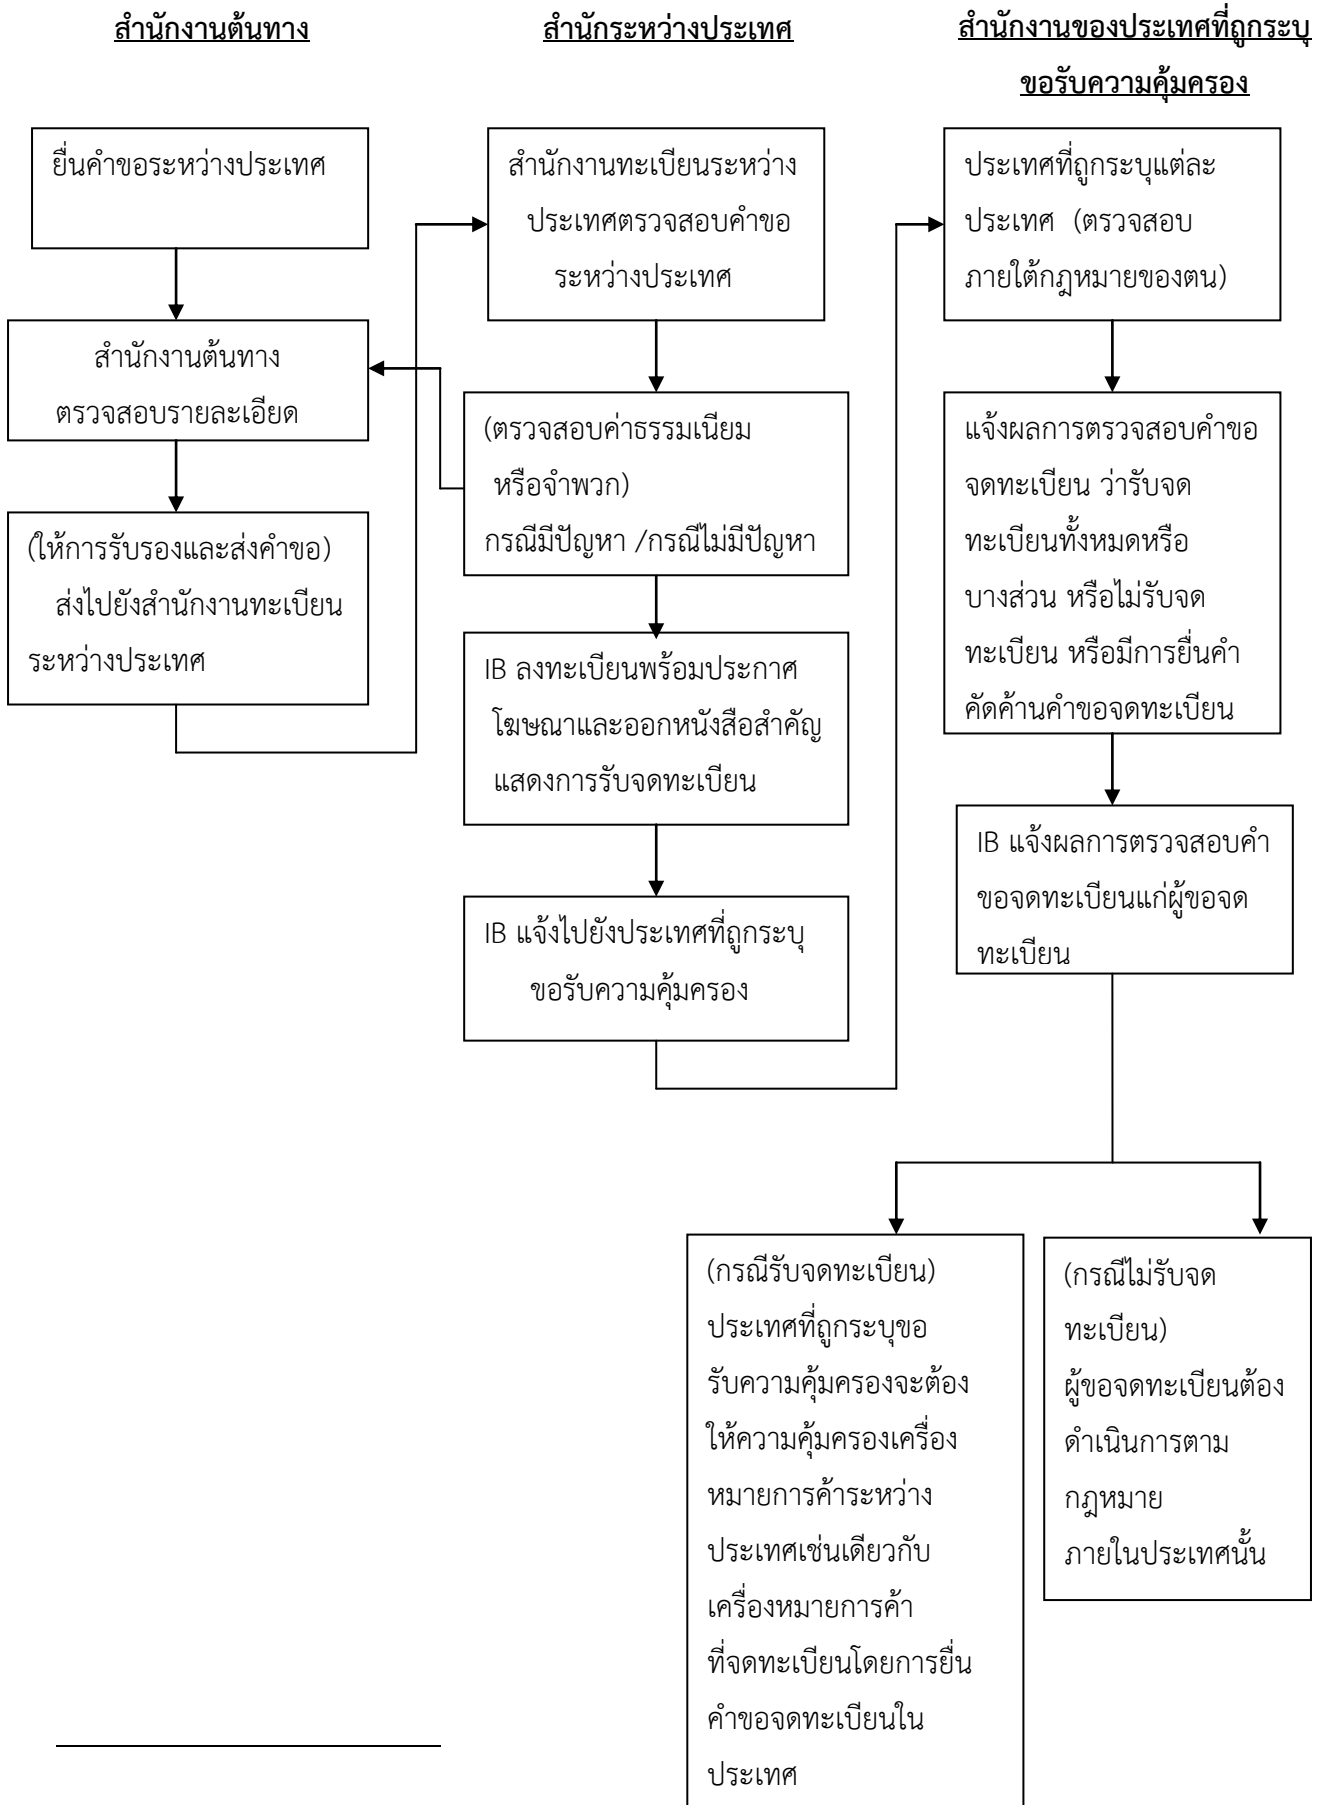 สำนักงานต้นทาง
สำนักระหว่างประเทศ
สำนักงานของประเทศที่ถูกระบุ
ขอรับความคุ้มครอง
ยื่นคำขอระหว่างประเทศ
สำนักงานต้นทาง
ตรวจสอบรายละเอียด
(ให้การรับรองและส่งคำขอ)
ส่งไปยังสำนักงานทะเบียน
ระหว่างประเทศ
สำนักงานทะเบียนระหว่าง
ประเทศตรวจสอบคำขอ
ระหว่างประเทศ
(ตรวจสอบค่าธรรมเนียม
หรือจำพวก)
กรณีมีปัญหา /กรณีไม่มีปัญหา
IB ลงทะเบียนพร้อมประกาศ
โฆษณาและออกหนังสือสำคัญ
แสดงการรับจดทะเบียน
IB แจ้งไปยังประเทศที่ถูกระบุ
ขอรับความคุ้มครอง
ประเทศที่ถูกระบุแต่ละ
ประเทศ (ตรวจสอบ
ภายใต้กฎหมายของตน)
แจ้งผลการตรวจสอบคำขอ
จดทะเบียน ว่ารับจด
ทะเบียนทั้งหมดหรือ
บางส่วน หรือไม่รับจด
ทะเบียน หรือมีการยื่นคำ
คัดค้านคำขอจดทะเบียน
IB แจ้งผลการตรวจสอบคำ
ขอจดทะเบียนแก่ผู้ขอจด
ทะเบียน
(กรณีรับจดทะเบียน)
ประเทศที่ถูกระบุขอ
รับความคุ้มครองจะต้อง
ให้ความคุ้มครองเครื่อง
หมายการค้าระหว่าง
ประเทศเช่นเดียวกับ
เครื่องหมายการค้า
ที่จดทะเบียนโดยการยื่น
คำขอจดทะเบียนใน
ประเทศ
(กรณีไม่รับจด
ทะเบียน)
ผู้ขอจดทะเบียนต้อง
ดำเนินการตาม
กฎหมาย
ภายในประเทศนั้น